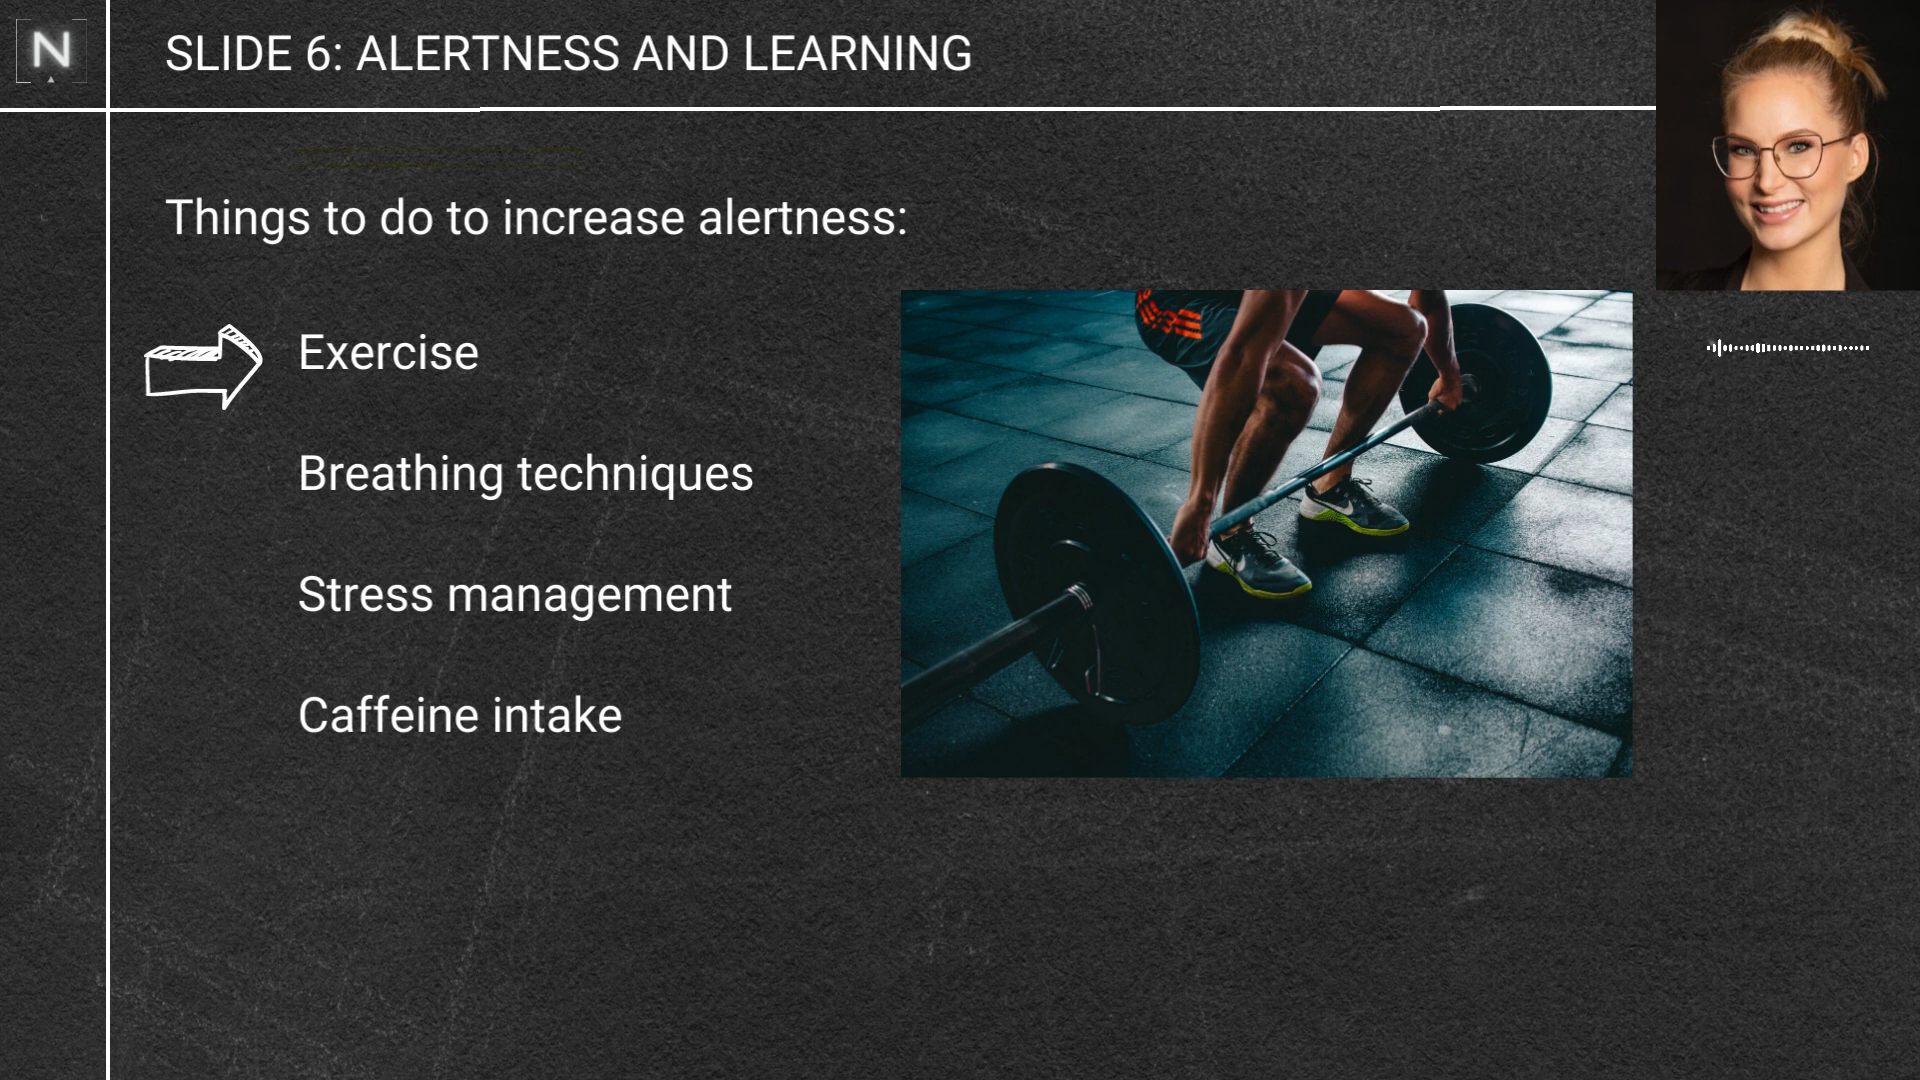 N
SLIDE 6: ALERTNESS AND LEARNING
Things to do to increase alertness:
Exercise
Breathing techniques
Stress management
Caffeine intake